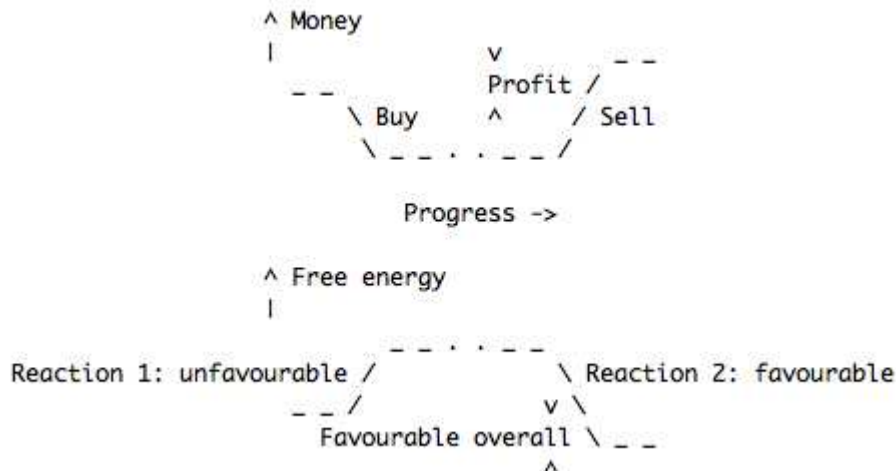 ^ Money
| v _ _
_ _ Profit /
\ Buy ^ / Sell
\ _ _ . . _ _ /
Progress ->
^ Free energy
|
_ _ . . _ _
Reaction 1: unfavourable / \ Reaction 2: favourable
_ _ / v \
Favourable overall \ _ _
^